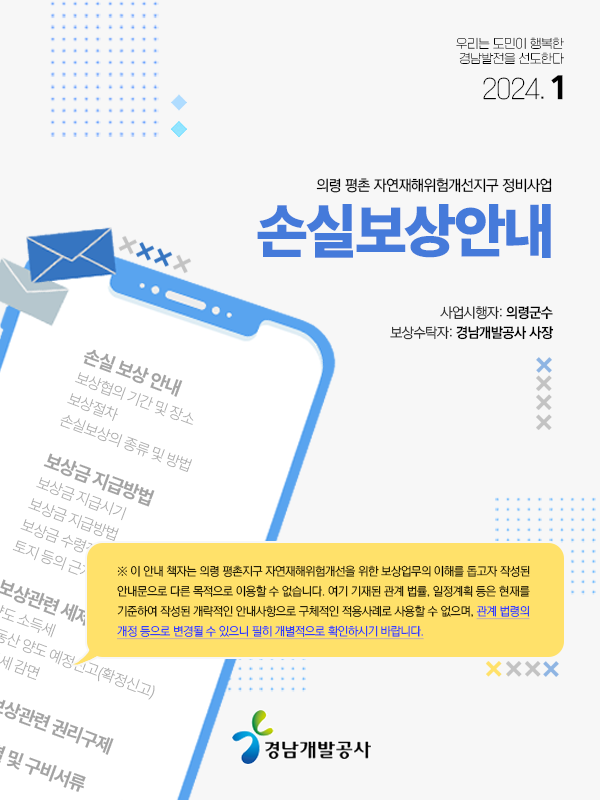 우리는 도민이 행복한
경남발전을 선도한다
2024. 1
의령 평촌 자연재해위험개선지구 정비사업
손실보상안내
사업시행자: 의령군수
보상수탁자: 경남개발공사 사장
손실 보상 안내
보상협의 기간 및 장소
보상절차
손실보상의 종류 및 방법
보상금 지급방법
보상금 지급시기
보상금 지급방법
보상금 수령
토지 등의
※ 이 안내 책자는 의령 평촌지구 자연재해위험개선을 위한 보상업무의 이해를 돕고자 작성된
안내문으로 다른 목적으로 이용할 수 없습니다. 여기 기재된 관계 법률, 일정계획 등은 현재를
기준하여 작성된 개략적인 안내사항으로 구체적인 적용사례로 사용할 수 없으며, 관계 법령의
개정 등으로 변경될 수 있으니 필히 개별적으로 확인하시기 바랍니다.
보상관련 세제
양도 소득세
동산 양도 예정신고(확정신고)
세 감면
보상관련 권리구제
및 구비서류
경남개발공사